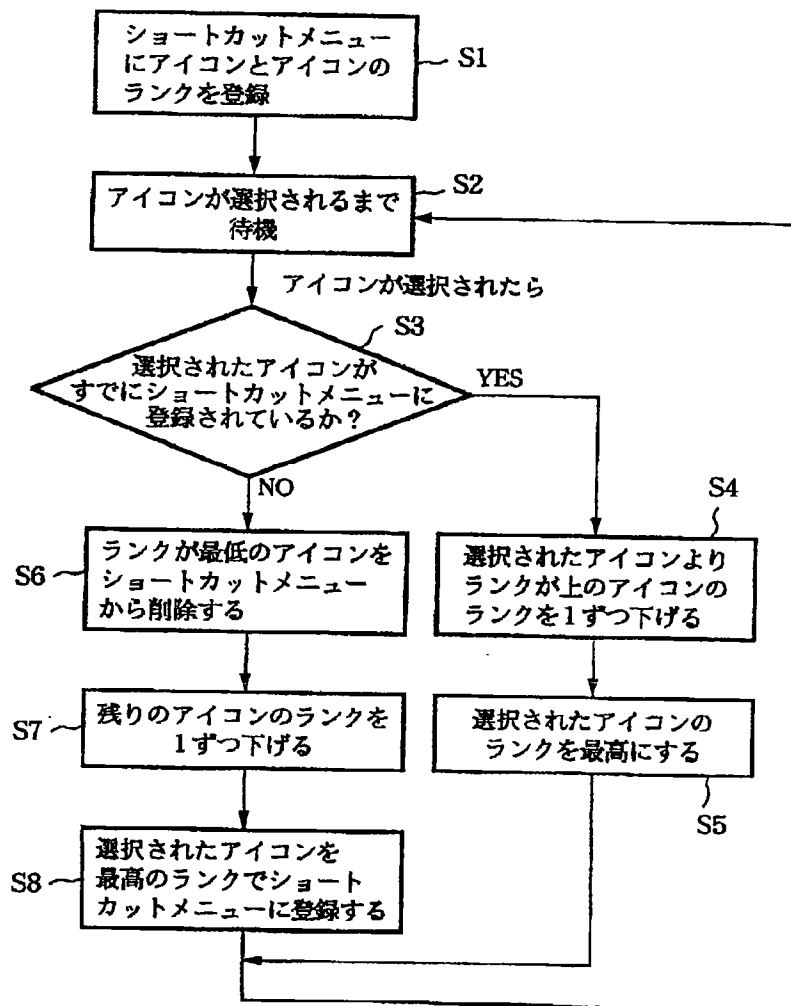 ショートカットメニュー
にアイコンとアイコンの
ランクを登録
S1
アイコンが選択されるまで
待機
S2
アイコンが選択されたら
S3
選択されたアイコンが
すでにショートカットメニューに
登録されているか？
YES
NO
S4
選択されたアイコンより
ランクが上のアイコンの
ランクを1ずつ下げる
選択されたアイコンの
ランクを最高にする
S5
S6
ランクが最低のアイコンを
ショートカットメニュー
から削除する
S7
残りのアイコンのランクを
1ずつ下げる
S8
選択されたアイコンを
最高のランクでショート
カットメニューに登録する